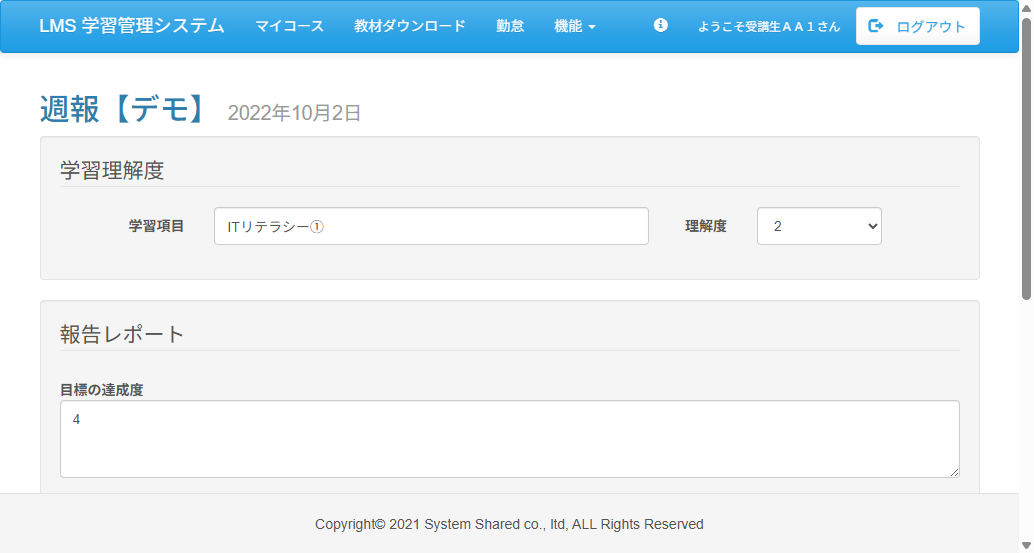 LMS 学習管理システム マイコース 教材ダウンロード 勤怠 機能 ようこそ受講生ＡＡ１さん ログアウト
週報【デモ】 2022年10月2日
学習理解度
学習項目 ITリテラシー① 理解度 2
報告レポート
目標の達成度
4
Copyright© 2021 System Shared co., ltd, ALL Rights Reserved